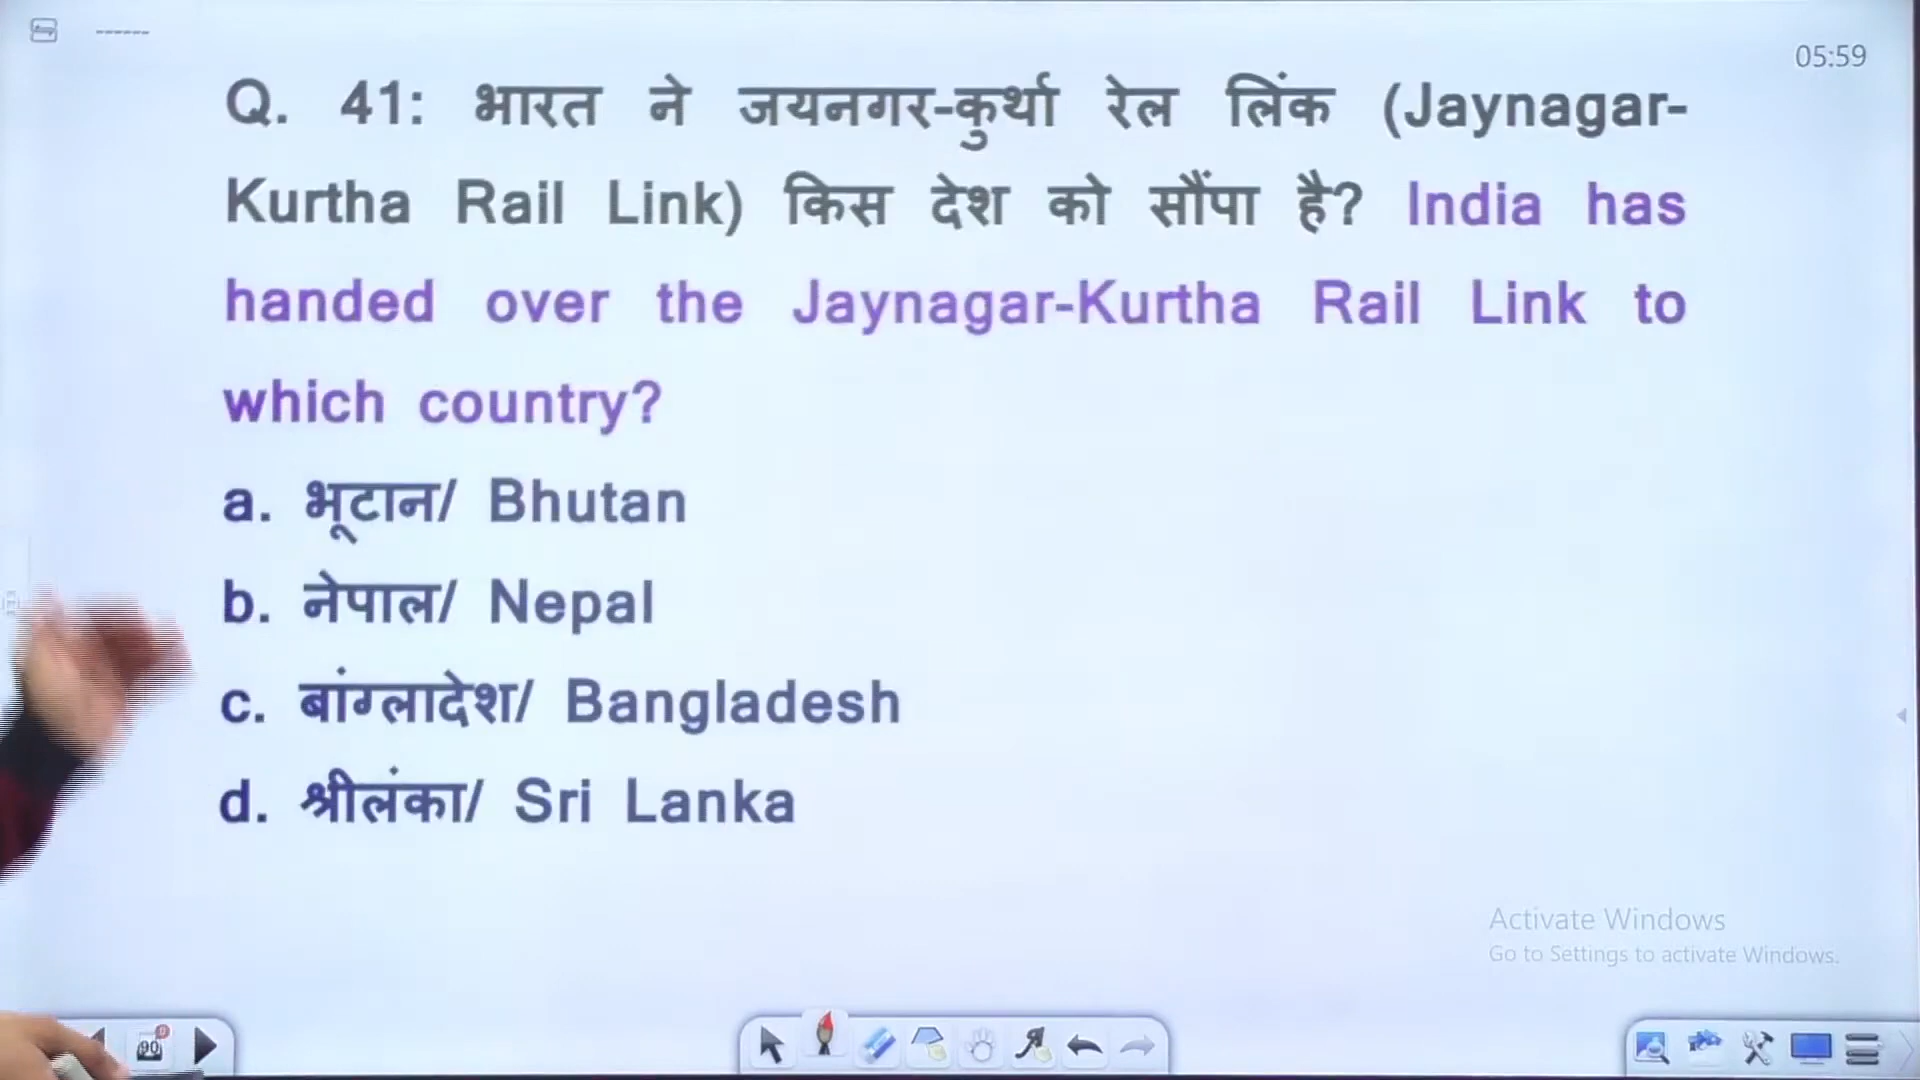 05:59
Q. 41: भारत ने जयनगर-कुर्था रेल लिंक (Jaynagar-
Kurtha Rail Link) किस देश को सौंपा है? India has
handed over the Jaynagar-Kurtha Rail Link to
which country?
a. भूटान/ Bhutan
b. नेपाल/ Nepal
c. बांग्लादेश/ Bangladesh
d. श्रीलंका/ Sri Lanka
Activate Windows
Go to Settings to activate Windows.
90